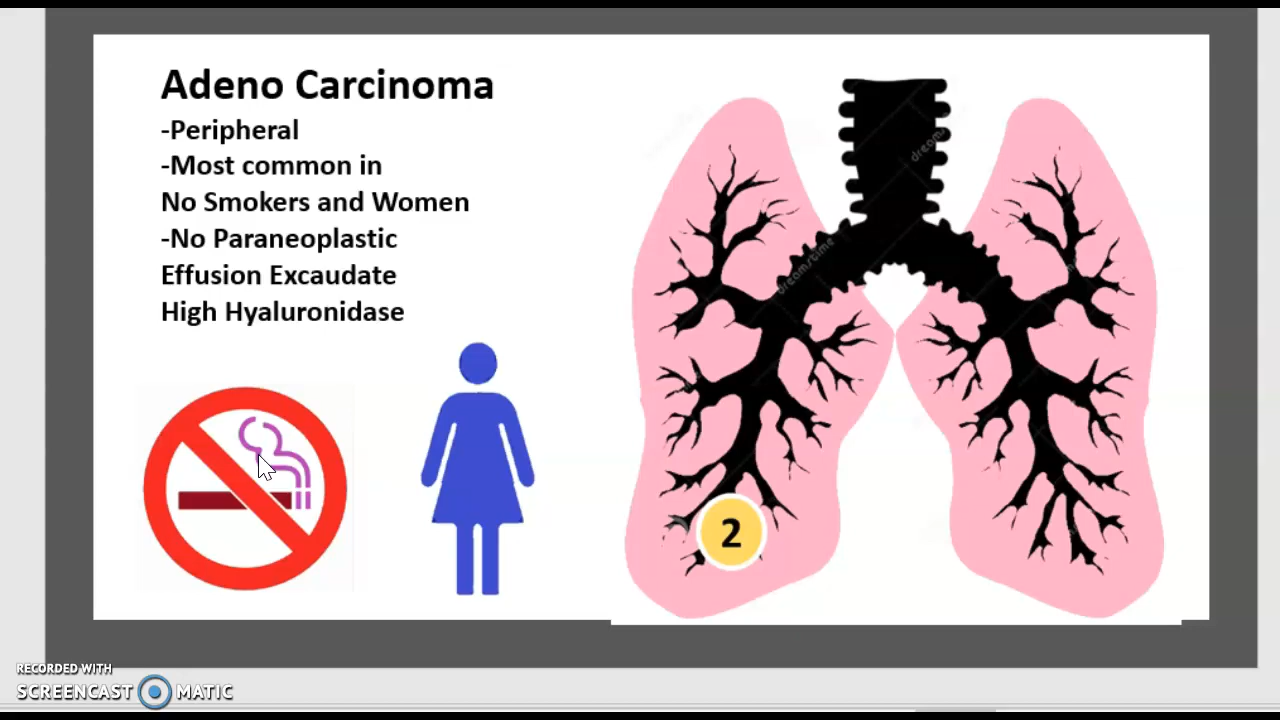 Adeno Carcinoma
-Peripheral
-Most common in
No Smokers and Women
-No Paraneoplastic
Effusion Excaudate
High Hyaluronidase
dreamstime
2
RECORDED WITH
SCREENCAST MATIC